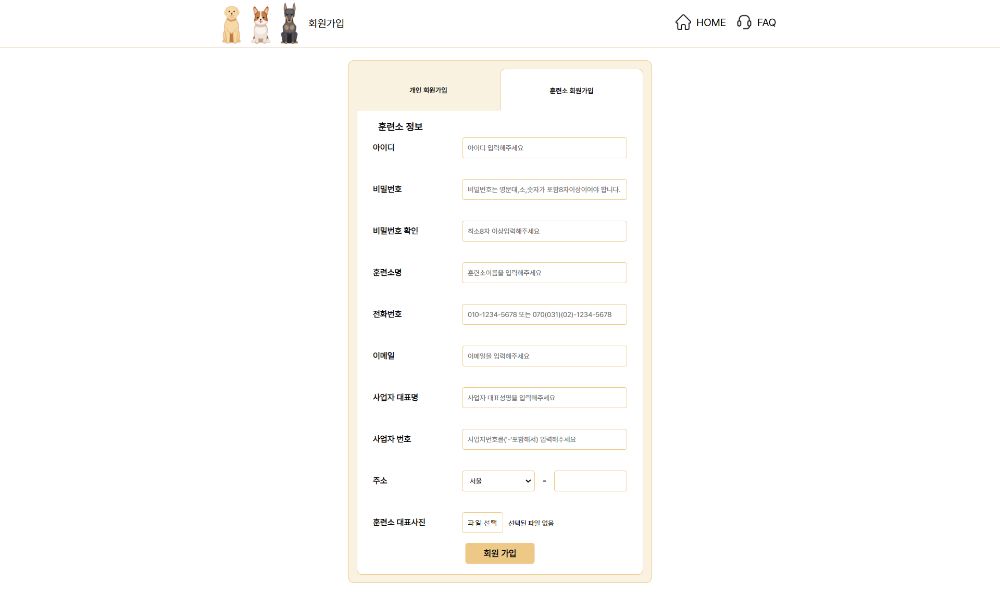 회원가입
HOME
FAQ
개인 회원가입
훈련소 회원가입
훈련소 정보
아이디
아이디 입력해주세요
비밀번호
비밀번호는 영문대,소,숫자가 포함8자이상이여야 합니다.
비밀번호 확인
최소8자 이상입력해주세요
훈련소명
훈련소이름을 입력해주세요
전화번호
010-1234-5678 또는 070(031)(02)-1234-5678
이메일
이메일을 입력해주세요
사업자 대표명
사업자 대표성명을 입력해주세요
사업자 번호
사업자번호를('-'포함해서) 입력해주세요
주소
서울
-
훈련소 대표사진
파일 선택
선택된 파일 없음
회원 가입